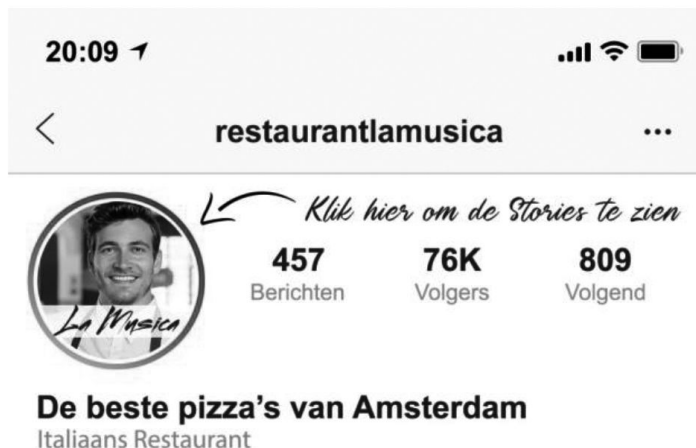 20:09
restaurantlamusica
Klik hier om de Stories te zien
457 76K 809
Berichten Volgers Volgend
La Musica
De beste pizza's van Amsterdam
Italiaans Restaurant